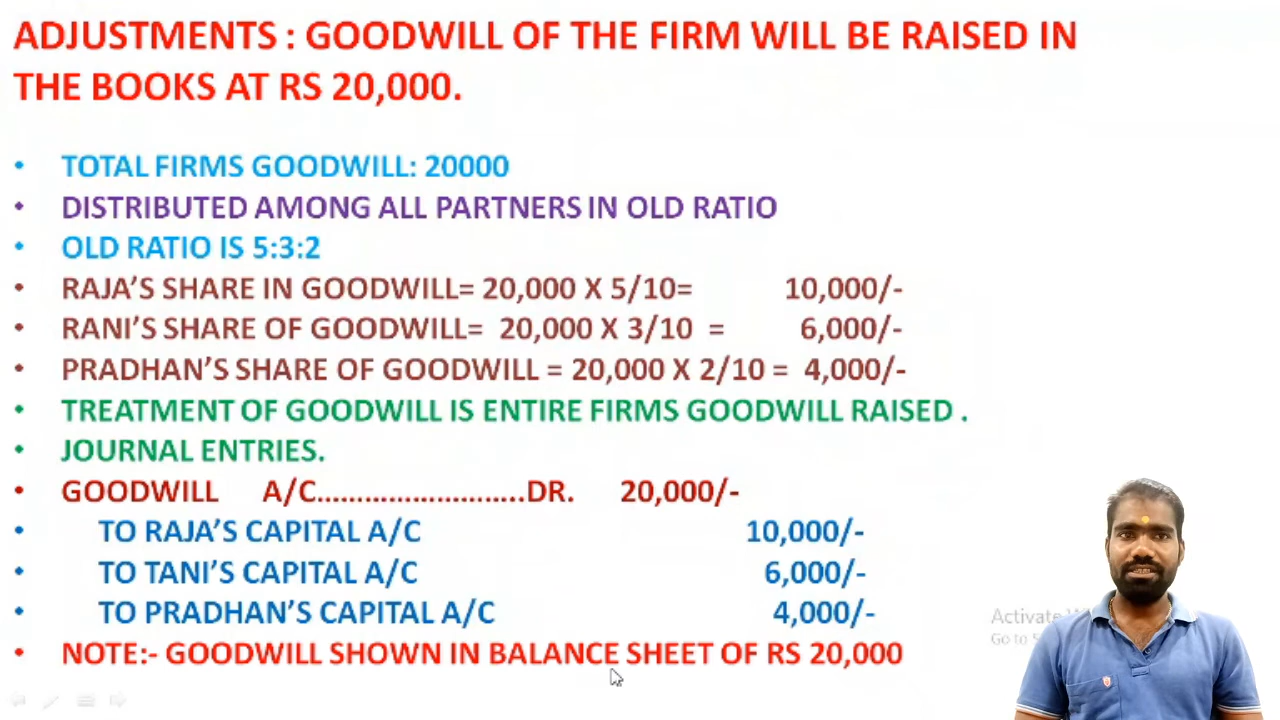 ADJUSTMENTS : GOODWILL OF THE FIRM WILL BE RAISED IN
THE BOOKS AT RS 20,000.
• TOTAL FIRMS GOODWILL: 20000
• DISTRIBUTED AMONG ALL PARTNERS IN OLD RATIO
• OLD RATIO IS 5:3:2
• RAJA'S SHARE IN GOODWILL= 20,000 X 5/10= 10,000/-
• RANI'S SHARE OF GOODWILL= 20,000 X 3/10 = 6,000/-
• PRADHAN'S SHARE OF GOODWILL = 20,000 X 2/10 = 4,000/-
• TREATMENT OF GOODWILL IS ENTIRE FIRMS GOODWILL RAISED .
• JOURNAL ENTRIES.
• GOODWILL A/C……………………..DR. 20,000/-
• TO RAJA'S CAPITAL A/C 10,000/-
• TO TANI'S CAPITAL A/C 6,000/-
• TO PRADHAN'S CAPITAL A/C 4,000/-
• NOTE:- GOODWILL SHOWN IN BALANCE SHEET OF RS 20,000
Activate
Go to